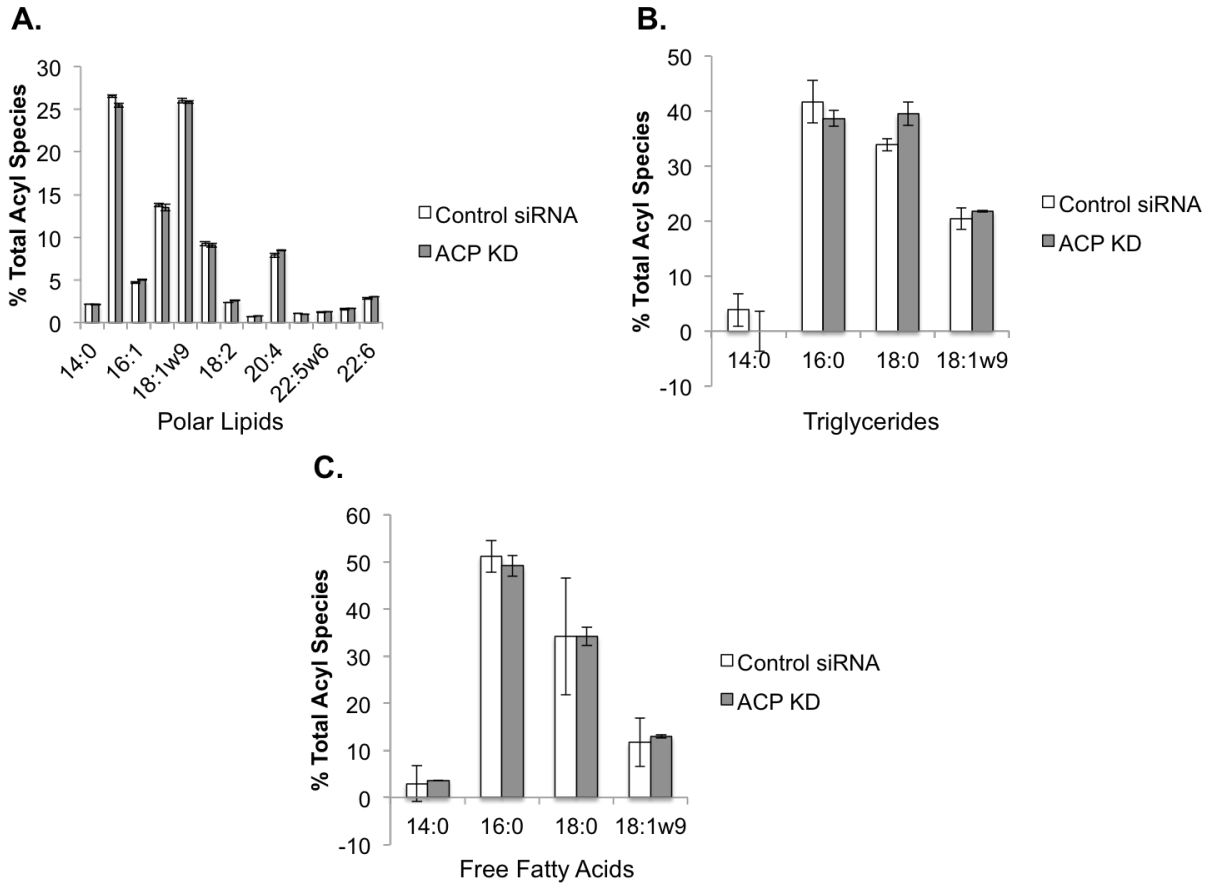 A.
% Total Acyl Species
30
25
20
15
10
5
0
14:0
16:1
18:1w9
18:2
20:4
22:5w6
22:6
Polar Lipids
Control siRNA
ACP KD
B.
% Total Acyl Species
50
40
30
20
10
0
-10
14:0
16:0
18:0
18:1w9
Triglycerides
Control siRNA
ACP KD
C.
% Total Acyl Species
60
50
40
30
20
10
0
-10
14:0
16:0
18:0
18:1w9
Free Fatty Acids
Control siRNA
ACP KD